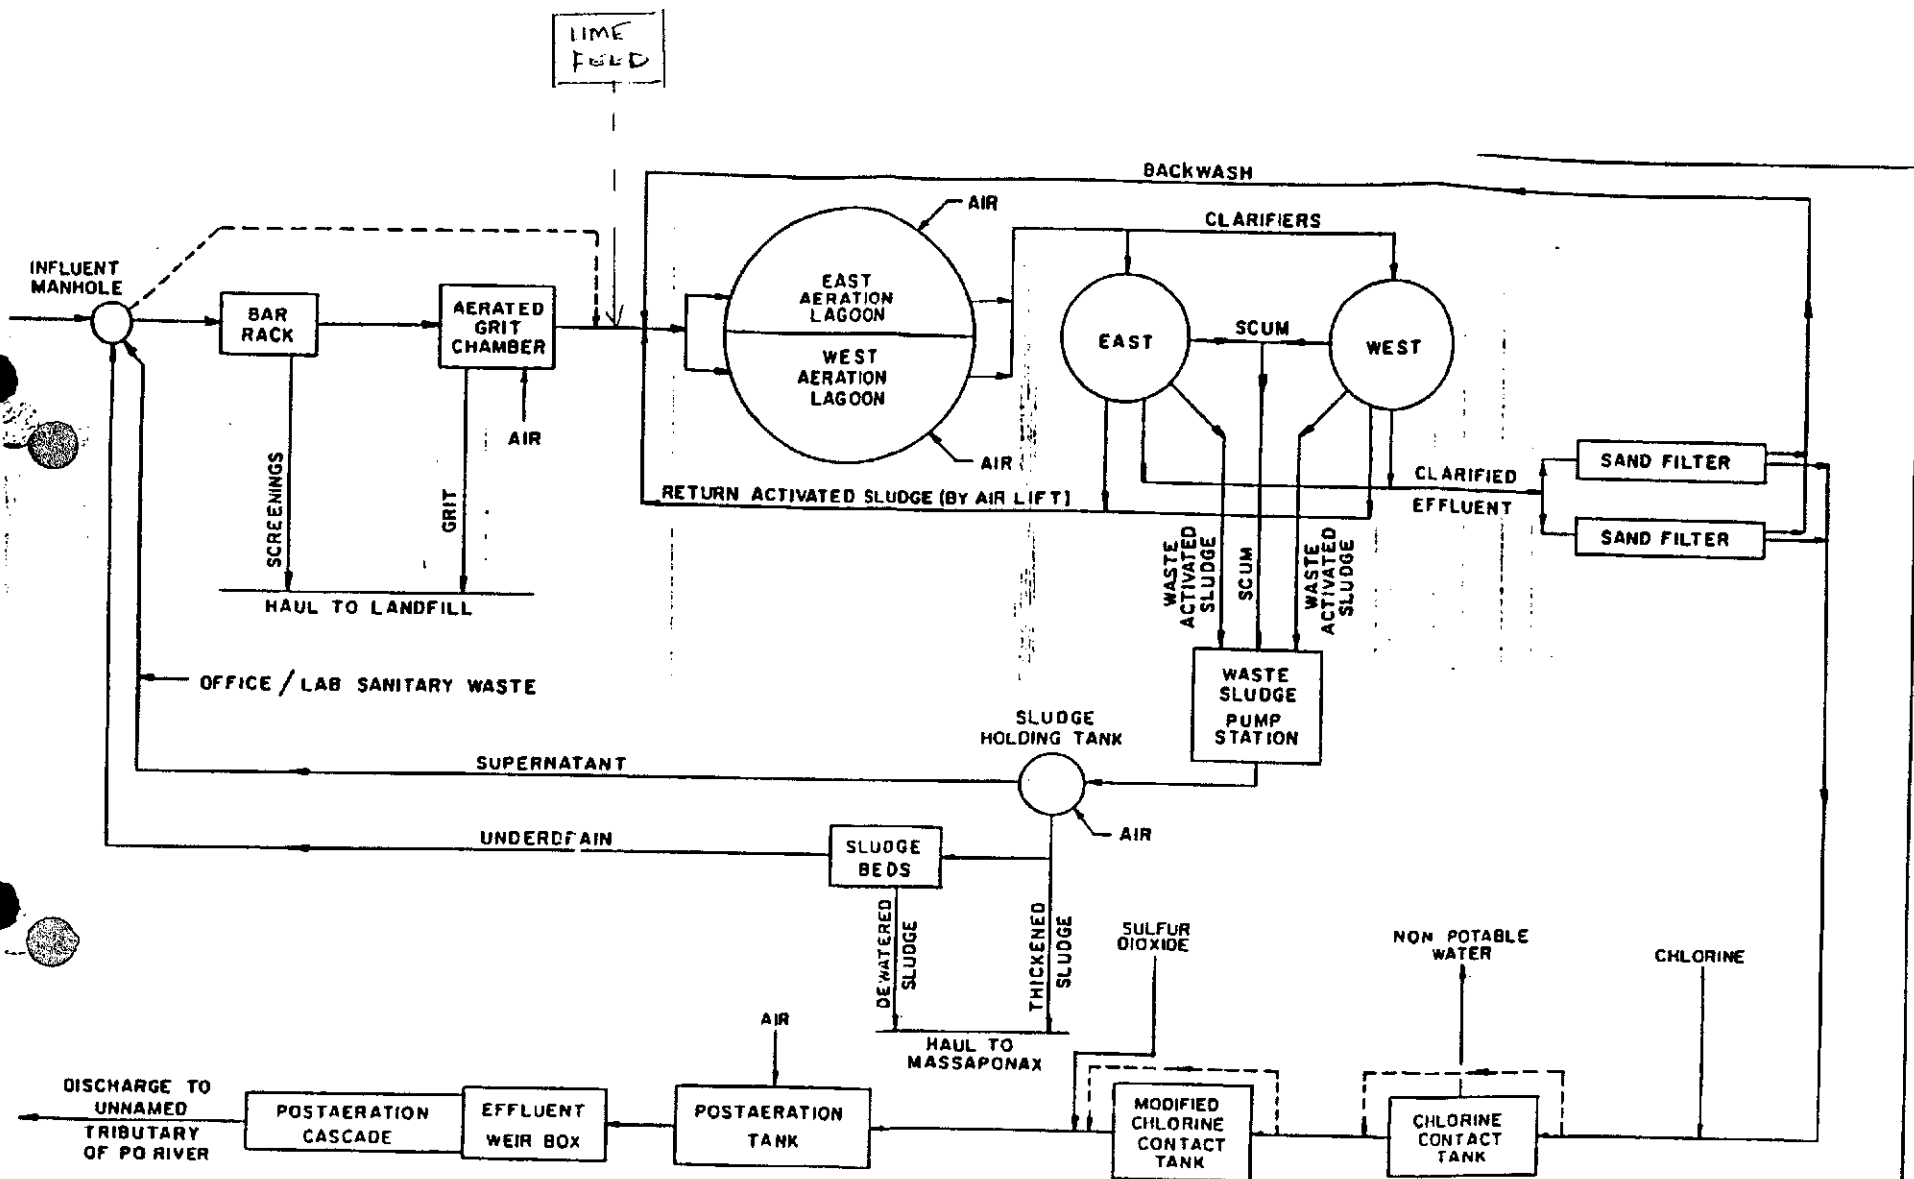 LIME
FEED
BACKWASH
AIR
CLARIFIERS
INFLUENT
MANHOLE
BAR
RACK
AERATED
GRIT
CHAMBER
EAST
AERATION
LAGOON
WEST
AERATION
LAGOON
EAST
SCUM
WEST
AIR
AIR
SCREENINGS
GRIT
RETURN ACTIVATED SLUDGE (BY AIR LIFT)
CLARIFIED
EFFLUENT
SAND FILTER
SAND FILTER
WASTE
ACTIVATED
SLUDGE
SCUM
WASTE
ACTIVATED
SLUDGE
HAUL TO LANDFILL
OFFICE / LAB SANITARY WASTE
WASTE
SLUDGE
PUMP
STATION
SLUDGE
HOLDING TANK
SUPERNATANT
AIR
UNDERDRAIN
SLUDGE
BEDS
DEWATERED
SLUDGE
THICKENED
SLUDGE
SULFUR
DIOXIDE
NON POTABLE
WATER
CHLORINE
HAUL TO
MASSAPONAX
AIR
DISCHARGE TO
UNNAMED
TRIBUTARY
OF PO RIVER
POSTAERATION
CASCADE
EFFLUENT
WEIR BOX
POSTAERATION
TANK
MODIFIED
CHLORINE
CONTACT
TANK
CHLORINE
CONTACT
TANK